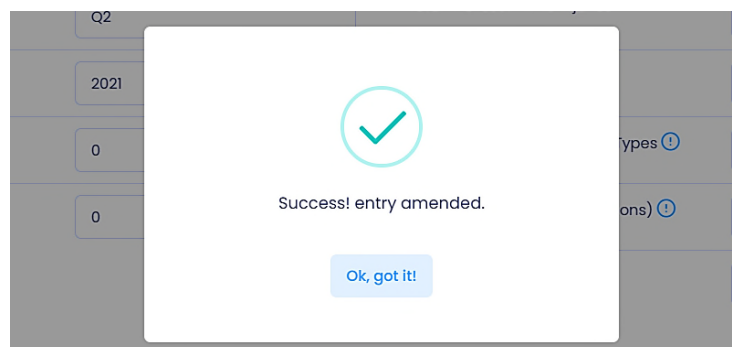 Q2
2021
0
Types
0
ons)
Success! entry amended.
Ok, got it!